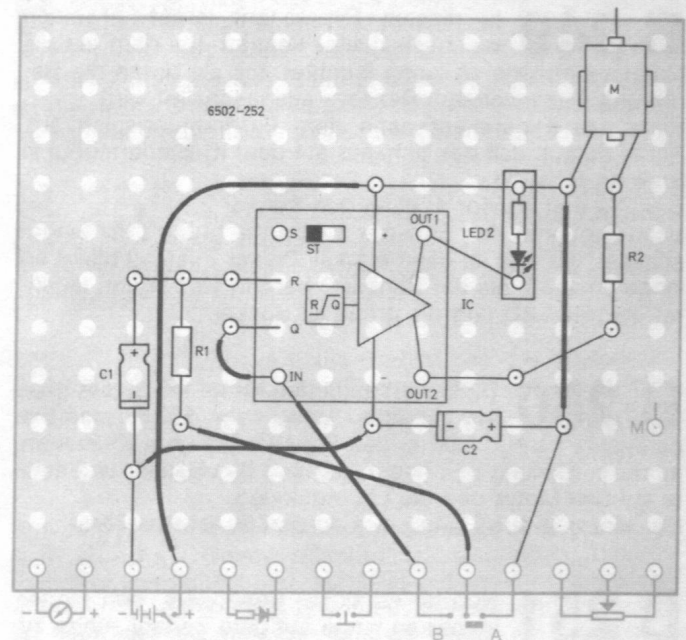 M
6502-252
S
ST
+
OUT1
LED2
R
R Q
IC
R2
Q
R1
C1
+
-
IN
-
OUT2
- +
C2
M
- + - + 
B A